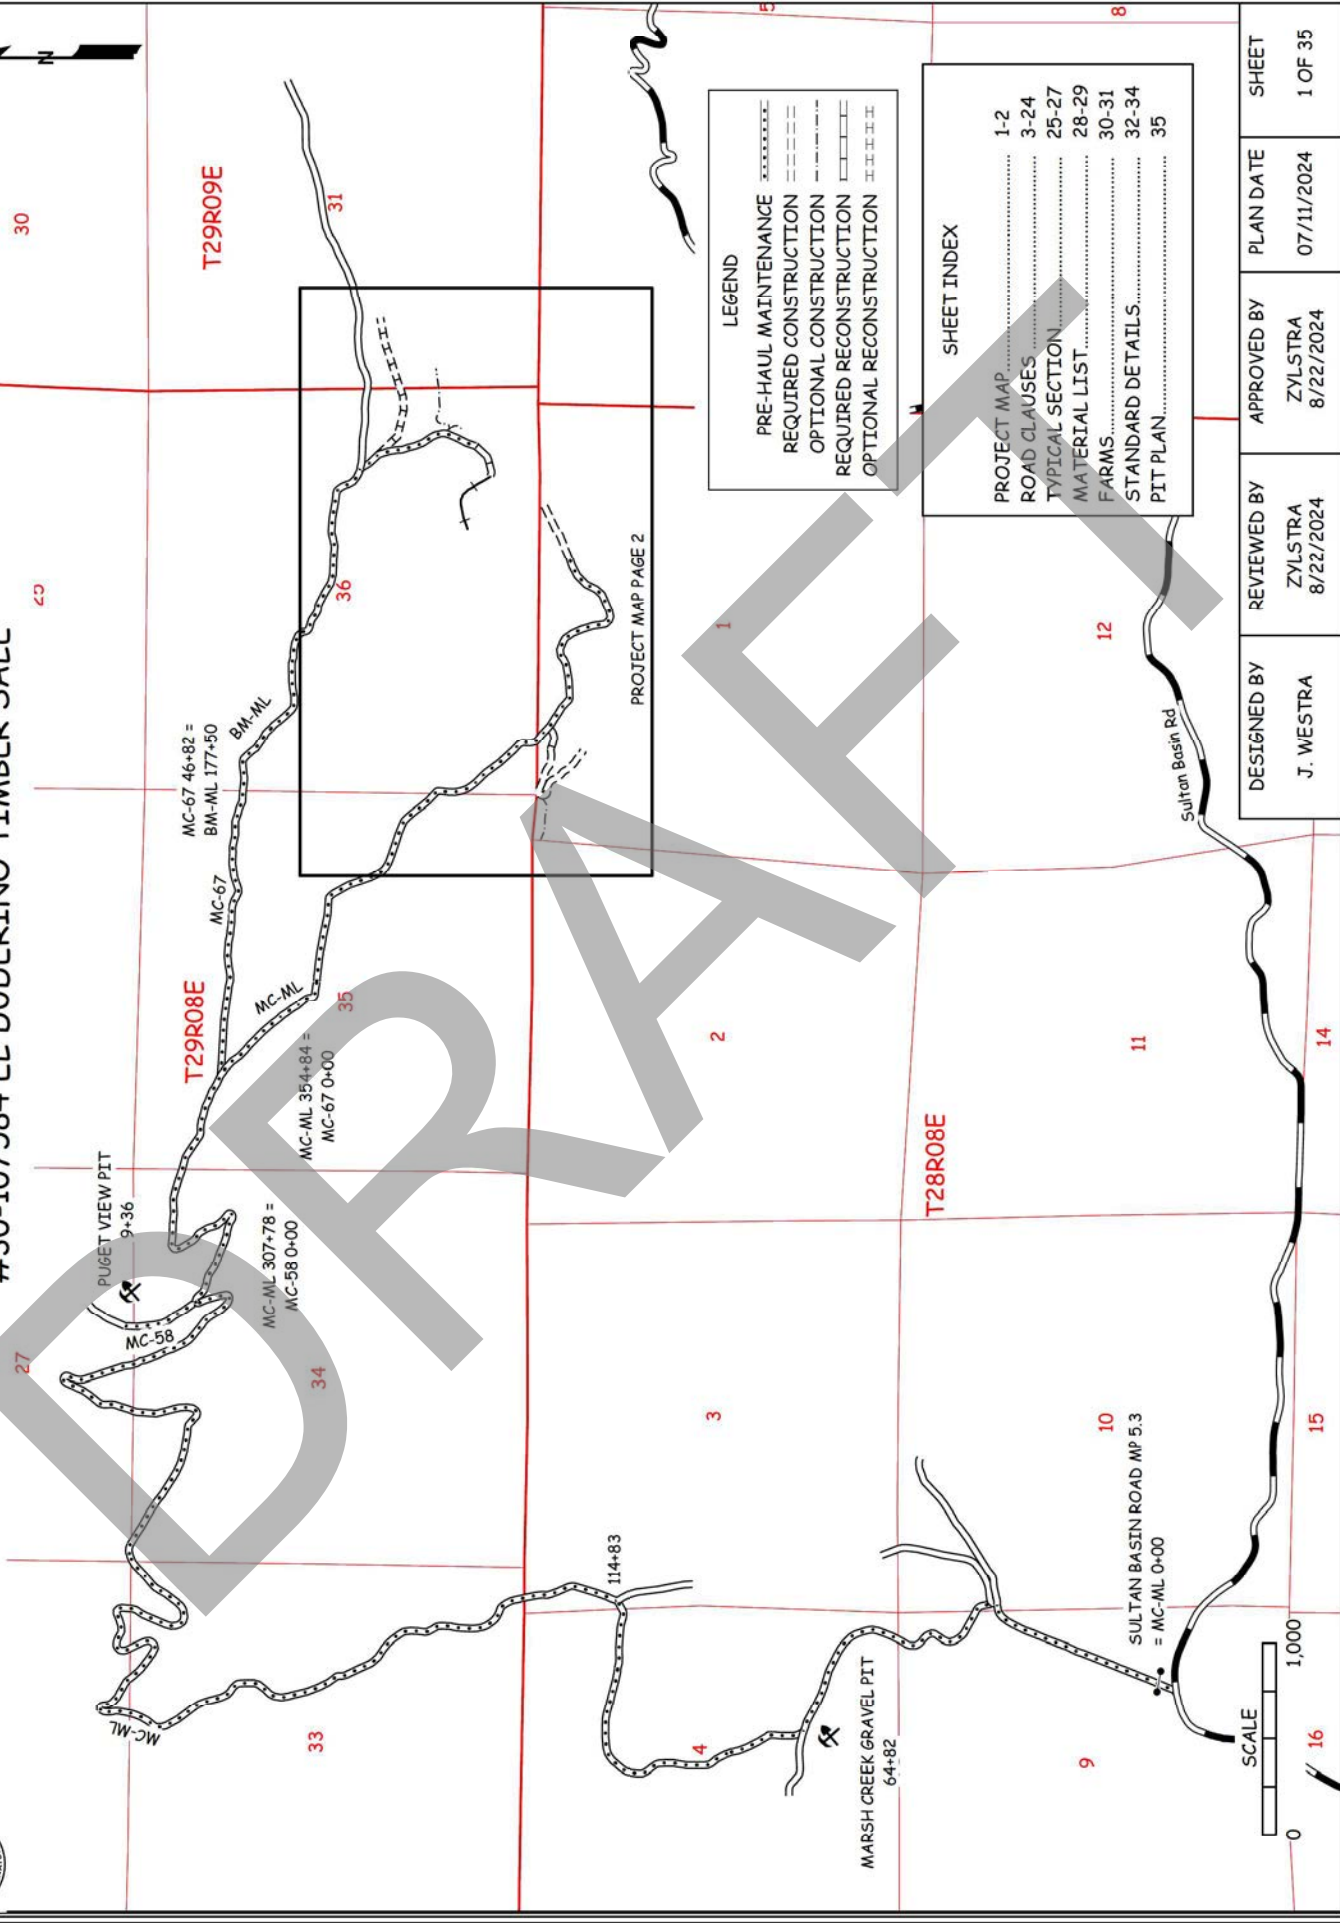 30
25
27
T29R09E
31
PUGET VIEW PIT
9+36
MC-67 46+82 =
BM-ML 177+50
BM-ML
MC-67
T29R08E
MC-ML
MC-58
MC-ML
36
35
34
33
MC-ML 354+84 =
MC-67 0+00
MC-ML 307+78 =
MC-58 0+00
PROJECT MAP PAGE 2
114+83
5
8
1
2
3
4
LEGEND
PRE-HAUL MAINTENANCE
REQUIRED CONSTRUCTION
OPTIONAL CONSTRUCTION
REQUIRED RECONSTRUCTION
OPTIONAL RECONSTRUCTION
MARSH CREEK GRAVEL PIT
64+82
T28R08E
SHEET INDEX
PROJECT MAP 1-2
ROAD CLAUSES 3-24
TYPICAL SECTION 25-27
MATERIAL LIST 28-29
FARMS 30-31
STANDARD DETAILS 32-34
PIT PLAN 35
12
11
10
9
Sultan Basin Rd
SULTAN BASIN ROAD MP 5.3
= MC-ML 0+00
SCALE
0 1,000
14
15
16
DESIGNED BY
J. WESTRA
REVIEWED BY
ZYLSTRA
8/22/2024
APPROVED BY
ZYLSTRA
8/22/2024
PLAN DATE
07/11/2024
SHEET
1 OF 35
N
DRAFT